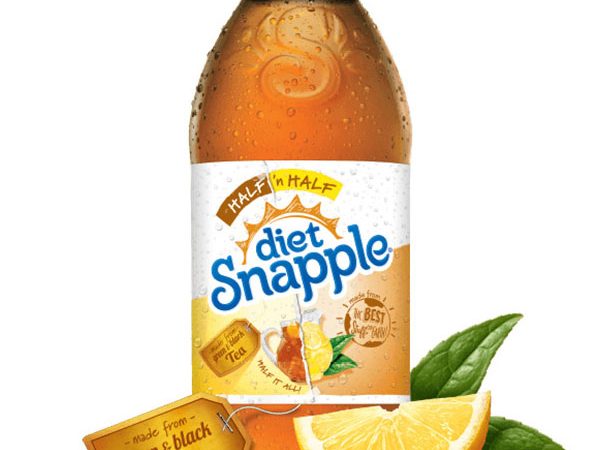 HALF 'n HALF
diet
Snapple®
made from
THE BEST
STUFF ON EARTH
made from
green & black
Tea
HALF IT ALL!
- made from -
& black